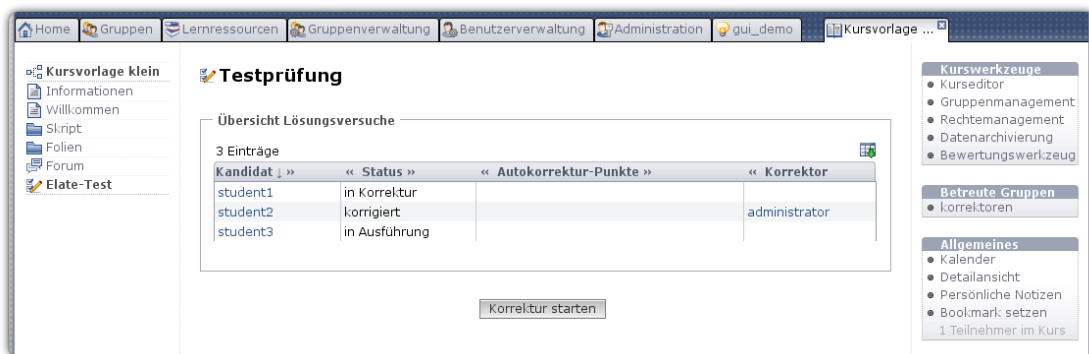 Home Gruppen Lernressourcen Gruppenverwaltung Benutzerverwaltung Administration gui_demo Kursvorlage ...
Kursvorlage klein
Informationen
Willkommen
Skript
Folien
Forum
Elate-Test
Testprüfung
Übersicht Lösungsversuche
3 Einträge
Kandidat ↓ » « Status » « Autokorrektur-Punkte » « Korrektor
student1 in Korrektur
student2 korrigiert administrator
student3 in Ausführung
Korrektur starten
Kurswerkzeuge
Kurseditor
Gruppenmanagement
Rechtemanagement
Datenarchivierung
Bewertungswerkzeug
Betreute Gruppen
korrektoren
Allgemeines
Kalender
Detailansicht
Persönliche Notizen
Bookmark setzen
1 Teilnehmer im Kurs